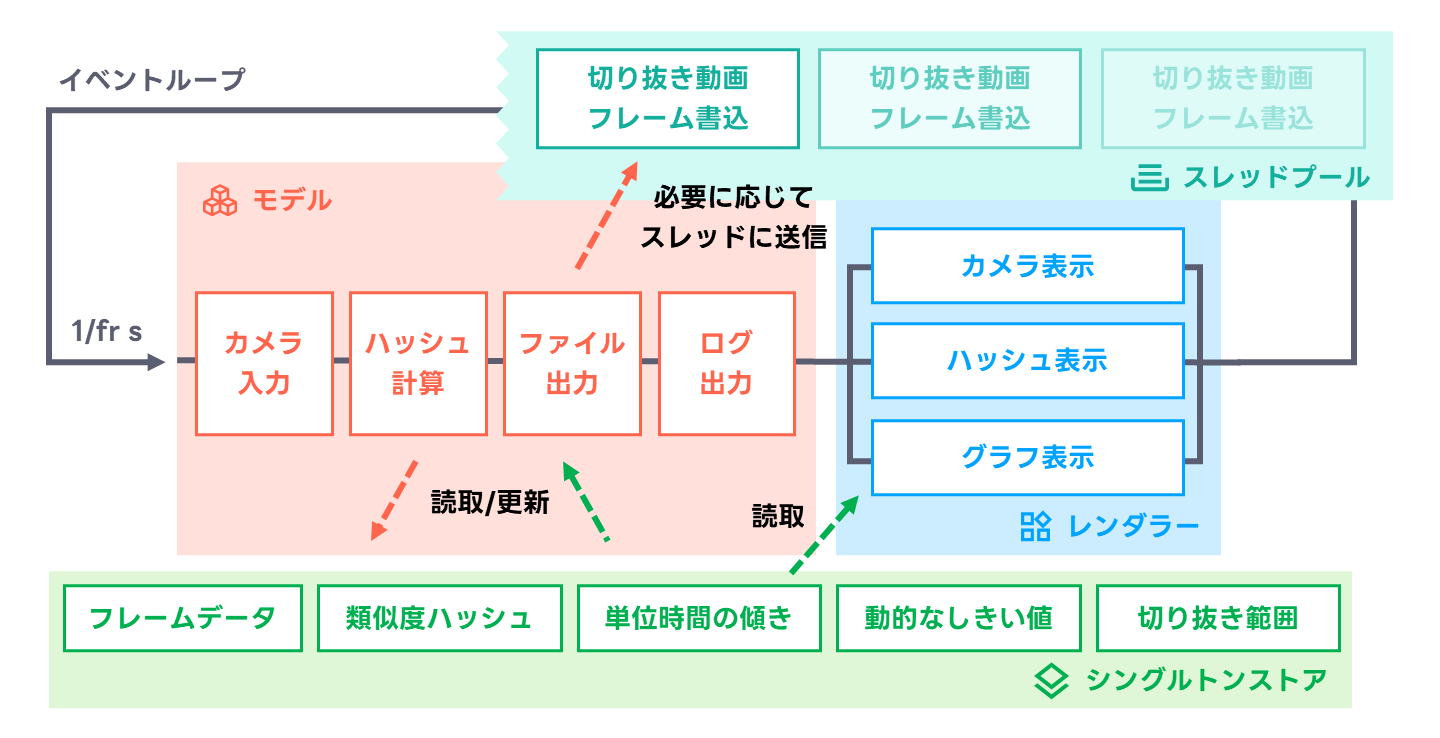 イベントループ
切り抜き動画
フレーム書込
切り抜き動画
フレーム書込
切り抜き動画
フレーム書込
スレッドプール
モデル
必要に応じて
スレッドに送信
1/fr s
カメラ
入力
ハッシュ
計算
ファイル
出力
ログ
出力
カメラ表示
ハッシュ表示
グラフ表示
レンダラー
読取/更新
読取
フレームデータ
類似度ハッシュ
単位時間の傾き
動的なしきい値
切り抜き範囲
シングルトンストア